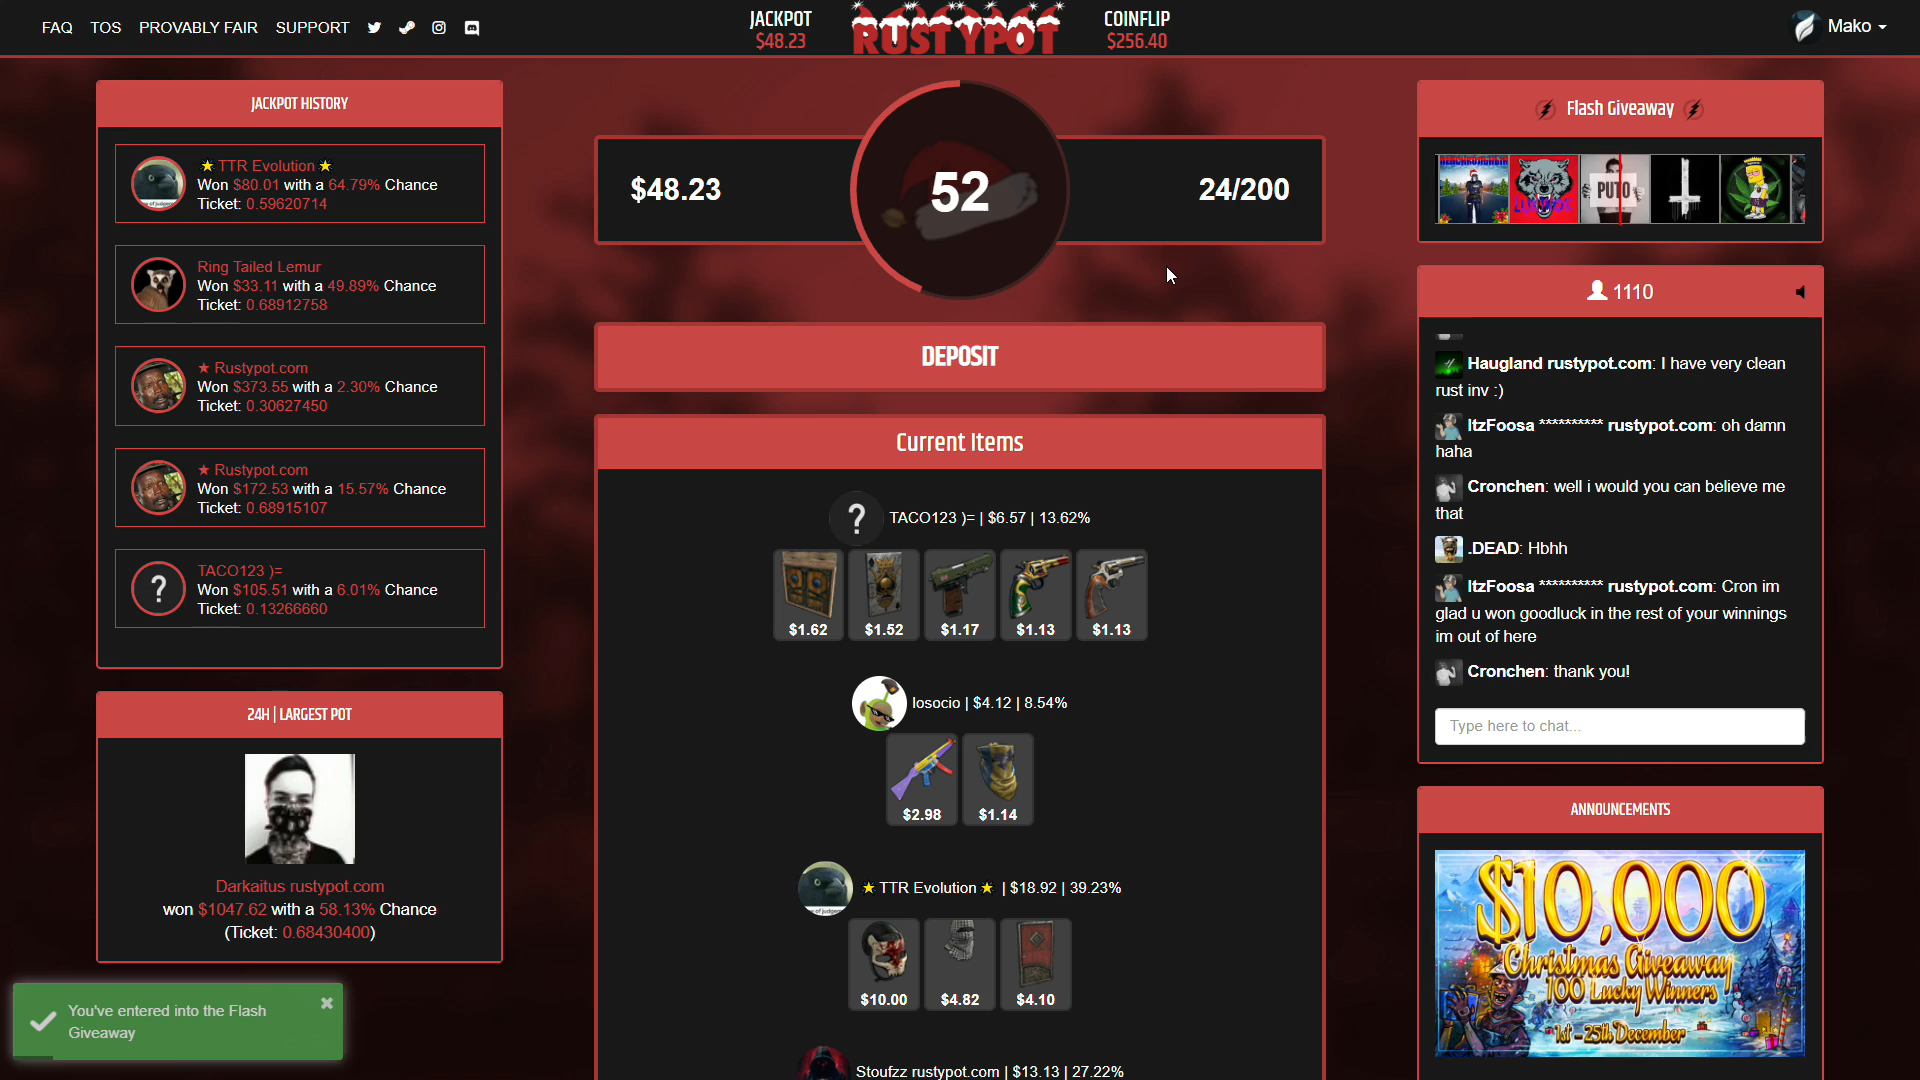 FAQ TOS PROVABLY FAIR SUPPORT
JACKPOT
$48.23
RUSTYPOT
COINFLIP
$256.40
Mako
JACKPOT HISTORY
TTR Evolution
Won $80.01 with a 64.79% Chance
Ticket: 0.59620714
Ring Tailed Lemur
Won $33.11 with a 49.89% Chance
Ticket: 0.68912758
★ Rustypot.com
Won $373.55 with a 2.30% Chance
Ticket: 0.30627450
★ Rustypot.com
Won $172.53 with a 15.57% Chance
Ticket: 0.68915107
?
TACO123 )=
Won $105.51 with a 6.01% Chance
Ticket: 0.13266660
24H | LARGEST POT
Darkaitus rustypot.com
won $1047.62 with a 58.13% Chance
(Ticket: 0.68430400)
You've entered into the Flash
Giveaway
$48.23
52
24/200
DEPOSIT
Current Items
?
TACO123 )= | $6.57 | 13.62%
$1.62 $1.52 $1.17 $1.13 $1.13
losocio | $4.12 | 8.54%
$2.98 $1.14
TTR Evolution | $18.92 | 39.23%
$10.00 $4.82 $4.10
Stoufzz rustypot.com | $13.13 | 27.22%
Flash Giveaway
PUTO
1110
Haugland rustypot.com: I have very clean
rust inv :)
ItzFoosa ********** rustypot.com: oh damn
haha
Cronchen: well i would you can believe me
that
.DEAD: Hbhh
ItzFoosa ********** rustypot.com: Cron im
glad u won goodluck in the rest of your winnings
im out of here
Cronchen: thank you!
Type here to chat...
ANNOUNCEMENTS
$10,000
Christmas Giveaway
100 Lucky Winners
1st - 25th December